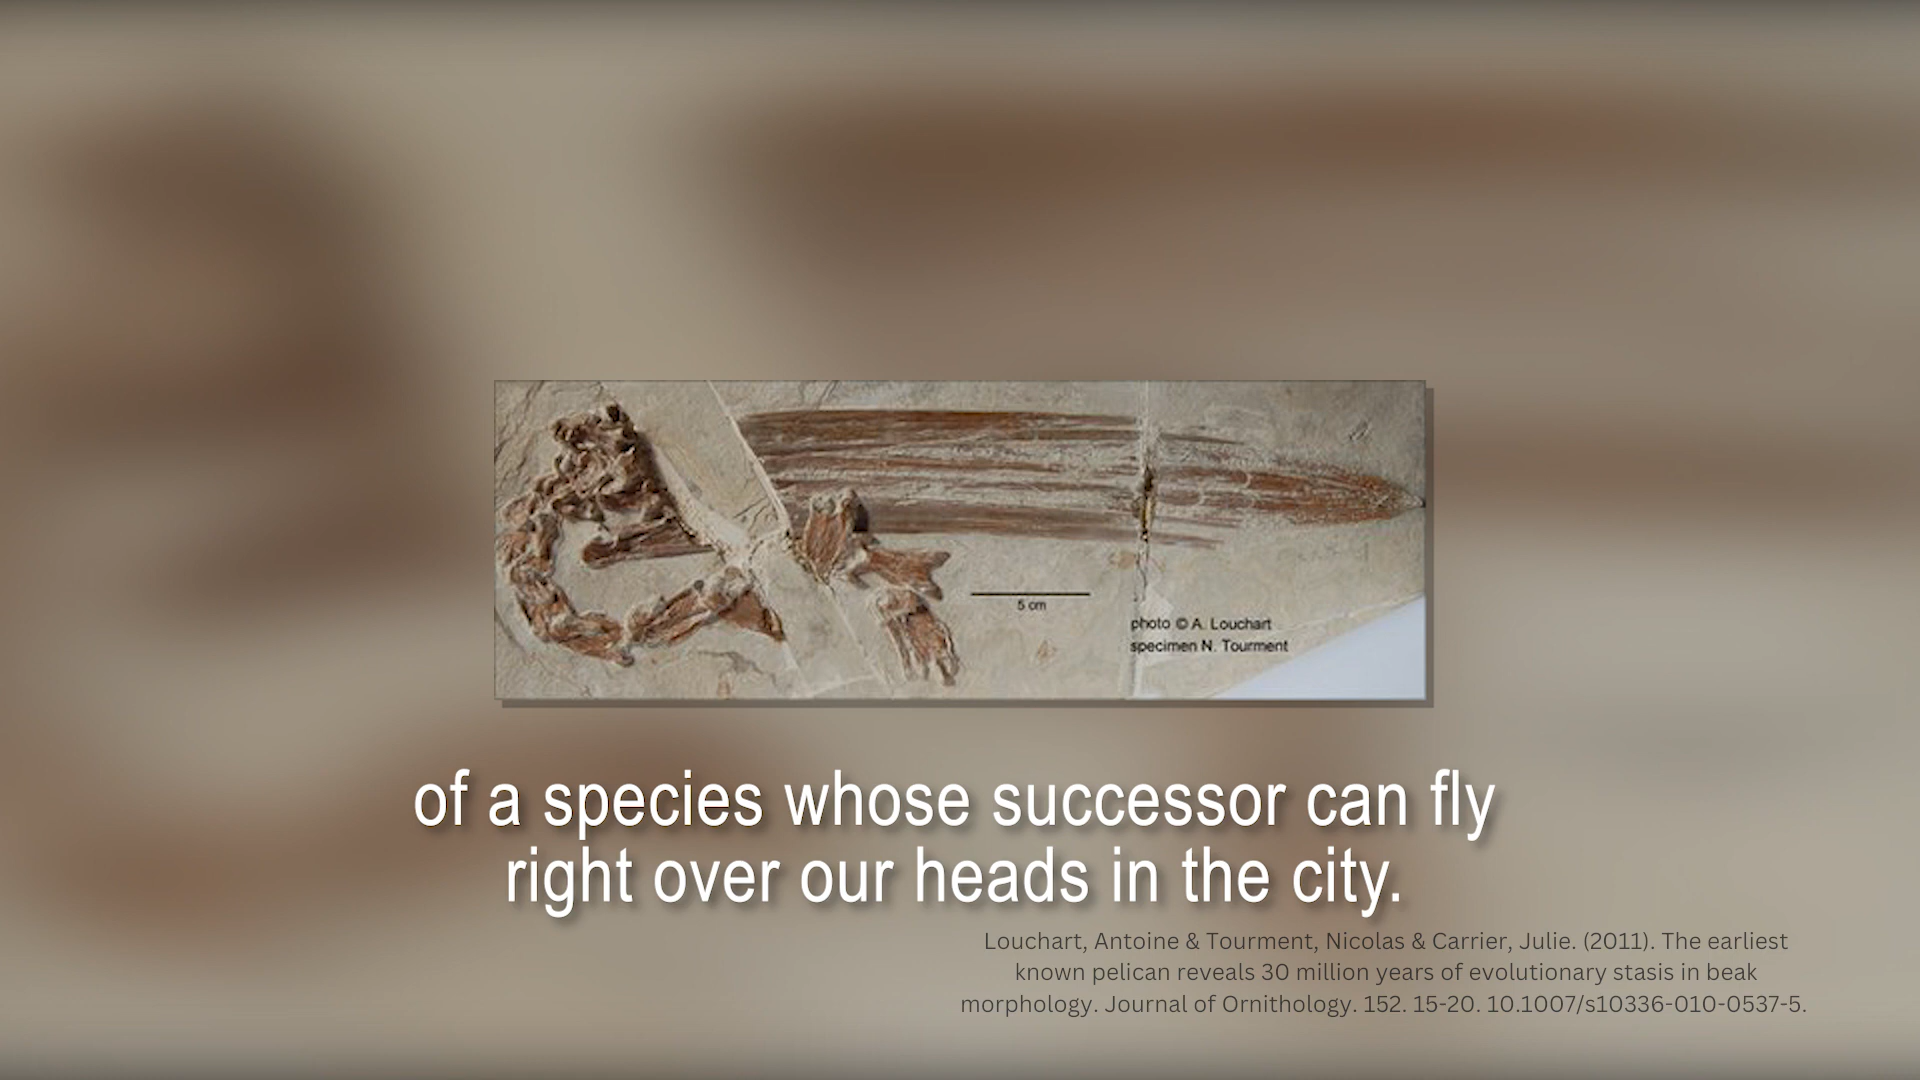 5 cm
photo © A. Louchart
specimen N. Tourment
of a species whose successor can fly
right over our heads in the city.
Louchart, Antoine & Tourment, Nicolas & Carrier, Julie. (2011). The earliest
known pelican reveals 30 million years of evolutionary stasis in beak
morphology. Journal of Ornithology. 152. 15-20. 10.1007/s10336-010-0537-5.